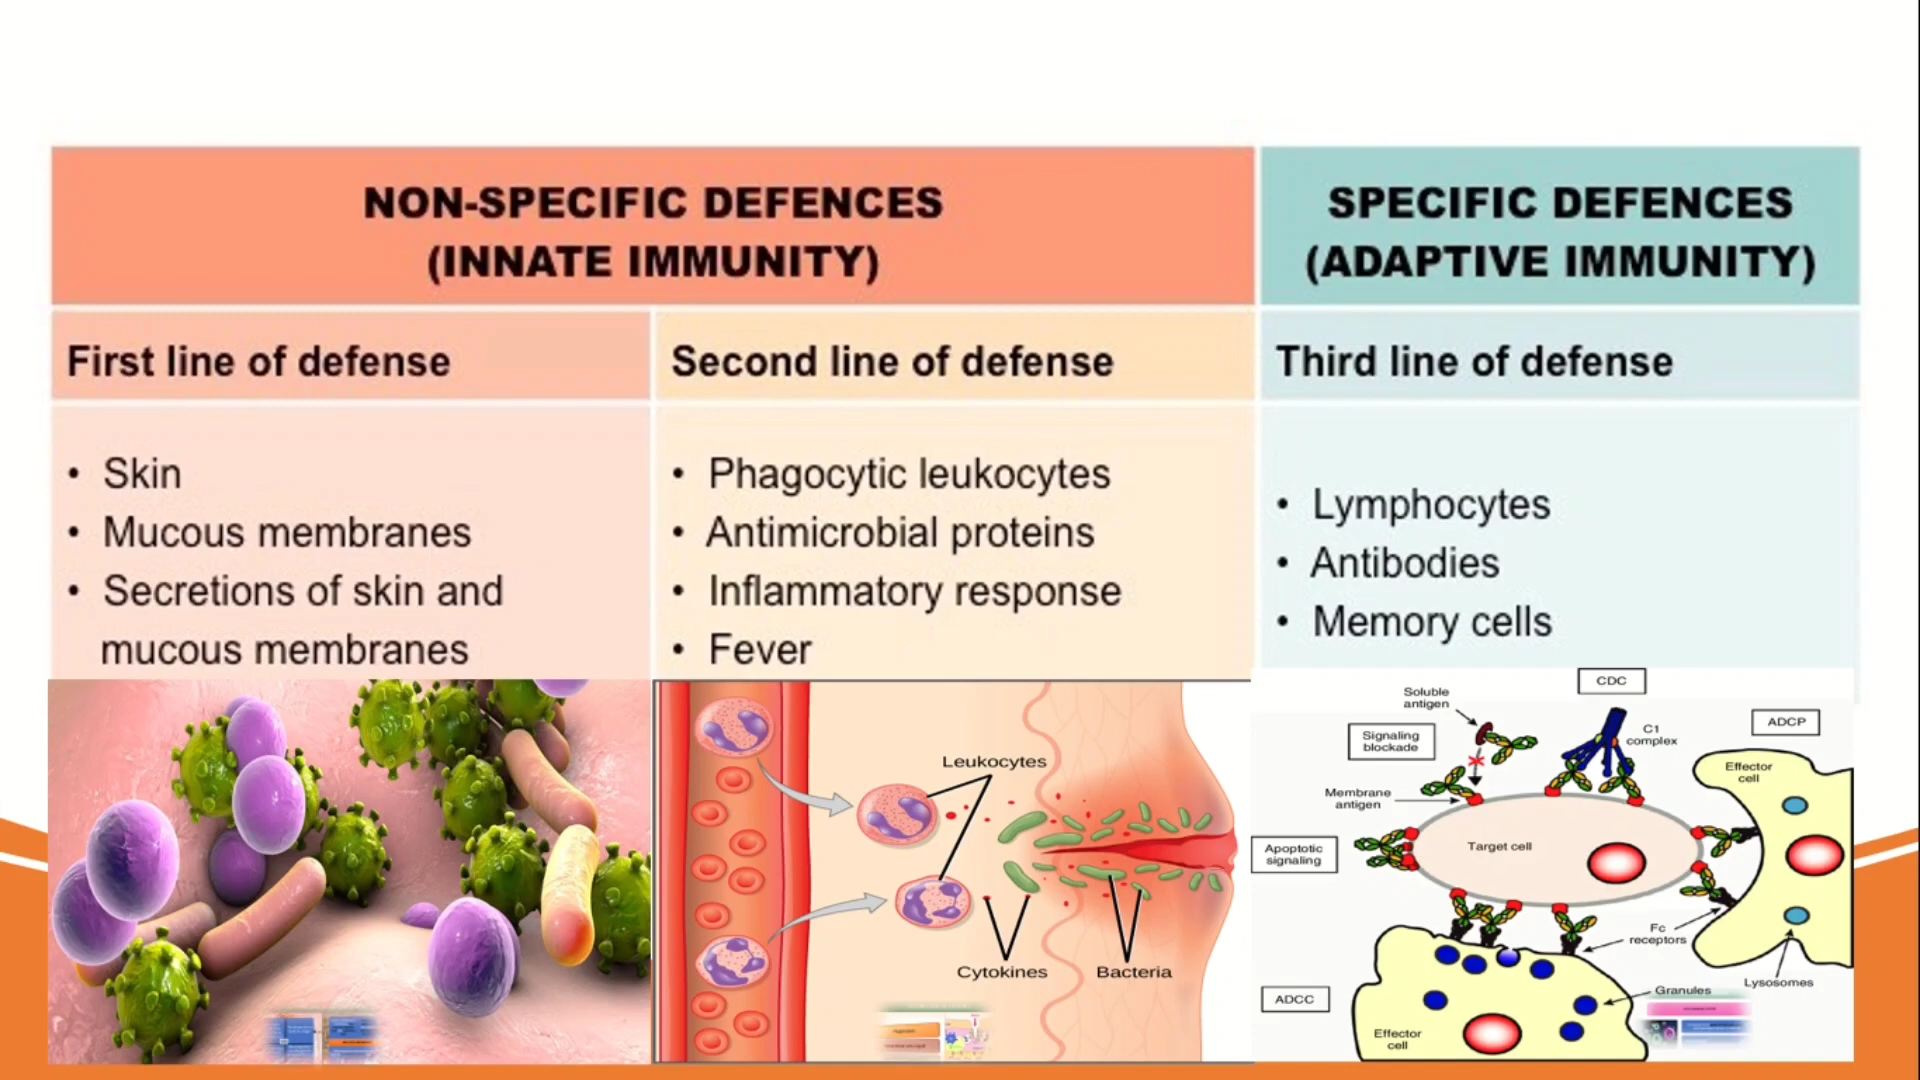 NON-SPECIFIC DEFENCES
(INNATE IMMUNITY)
SPECIFIC DEFENCES
(ADAPTIVE IMMUNITY)
First line of defense
Second line of defense
Third line of defense
• Skin
• Mucous membranes
• Secretions of skin and
mucous membranes
• Phagocytic leukocytes
• Antimicrobial proteins
• Inflammatory response
• Fever
• Lymphocytes
• Antibodies
• Memory cells
Leukocytes
Cytokines
Bacteria
CDC
Soluble
antigen
ADCP
Signaling
blockade
C1
complex
Effector
cell
Membrane
antigen
Apoptotic
signaling
Target cell
Fc
receptors
Lysosomes
Granules
ADCC
Effector
cell